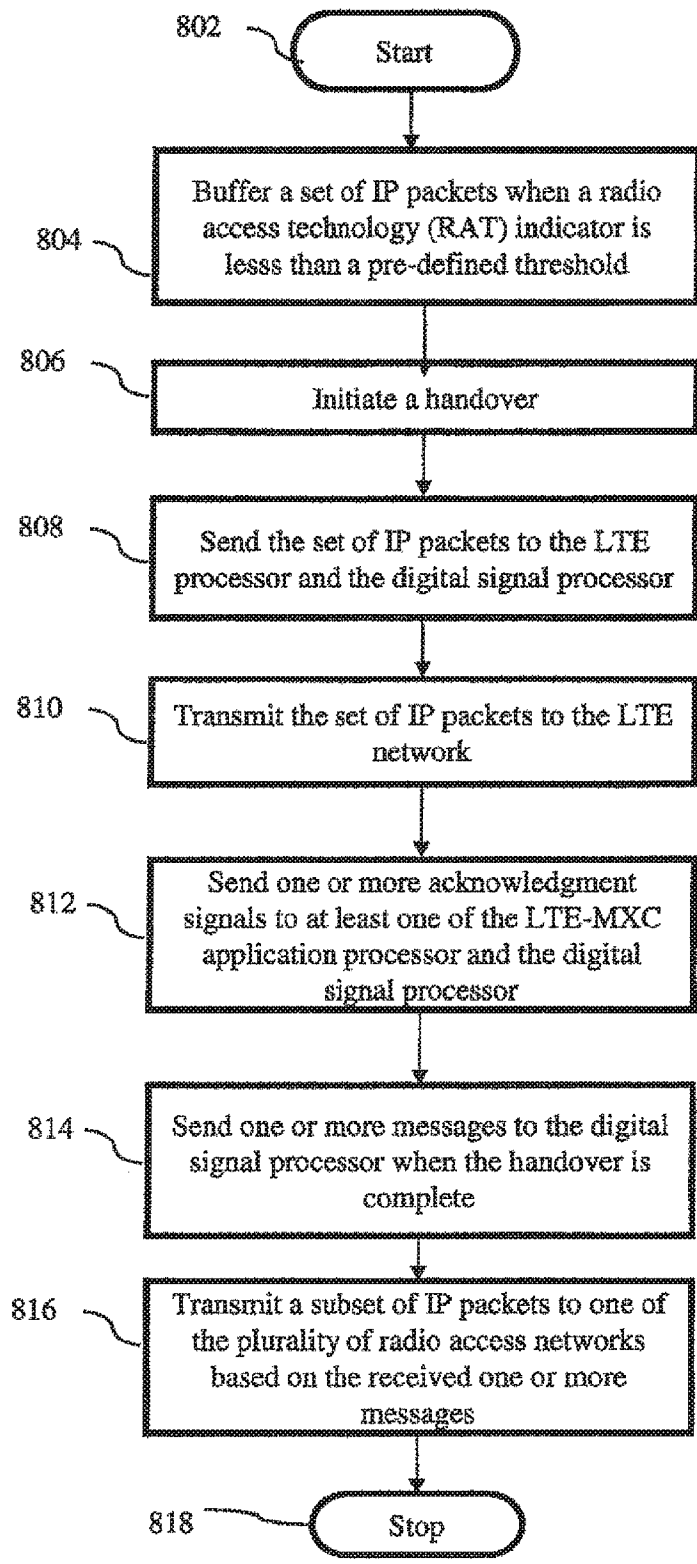 802
Start
Buffer a set of IP packets when a radio
access technology (RAT) indicator is
lesss than a pre-defined threshold
804
806
Initiate a handover
808
Send the set of IP packets to the LTE
processor and the digital signal processor
810
Transmit the set of IP packets to the LTE
network
812
Send one or more acknowledgment
signals to at least one of the LTE-MXC
application processor and the digital
signal processor
814
Send one or more messages to the digital
signal processor when the handover is
complete
816
Transmit a subset of IP packets to one of
the plurality of radio access networks
based on the received one or more
messages
818
Stop